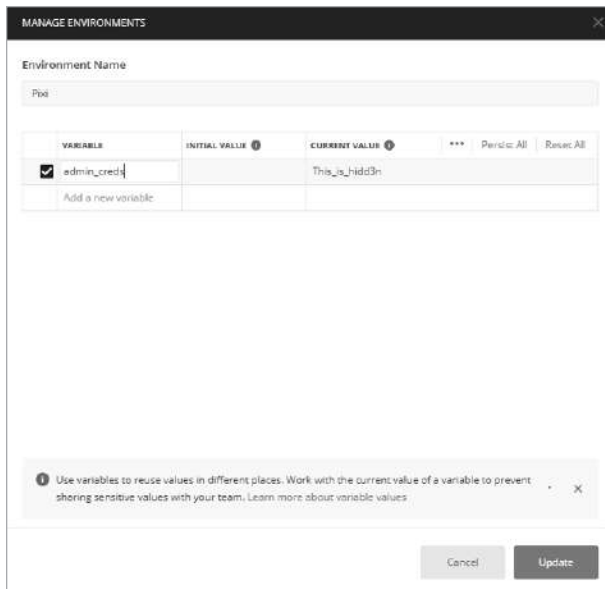 MANAGE ENVIRONMENTS
Environment Name
Pixi
VARIABLE INITIAL VALUE CURRENT VALUE ••• Persist All Reset All
admin_creds This_is_hidd3n
Add a new variable
Use variables to reuse values in different places. Work with the current value of a variable to prevent
sharing sensitive values with your team. Learn more about variable values
Cancel Update